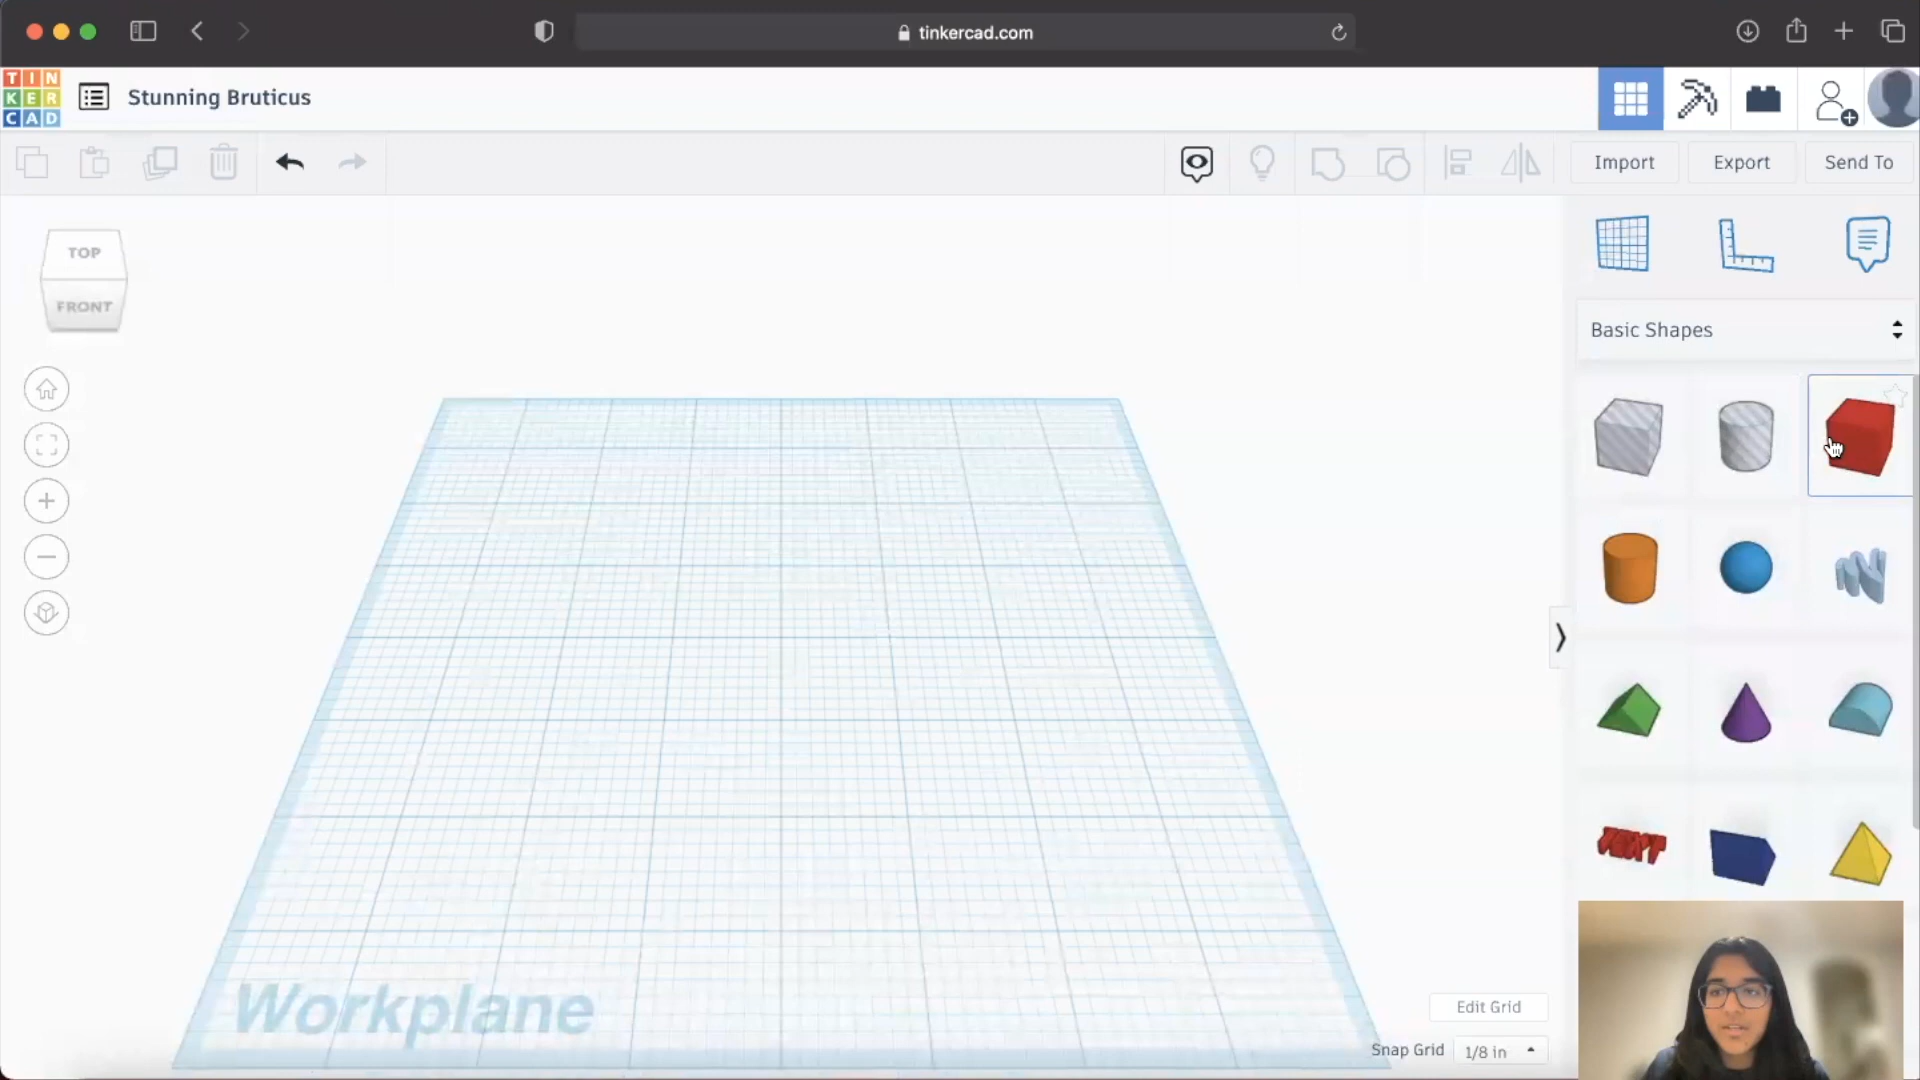 tinkercad.com
TIN
KER
CAD
Stunning Bruticus
Import
Export
Send To
TOP
FRONT
Basic Shapes
TEXT
Workplane
Edit Grid
Snap Grid
1/8 in